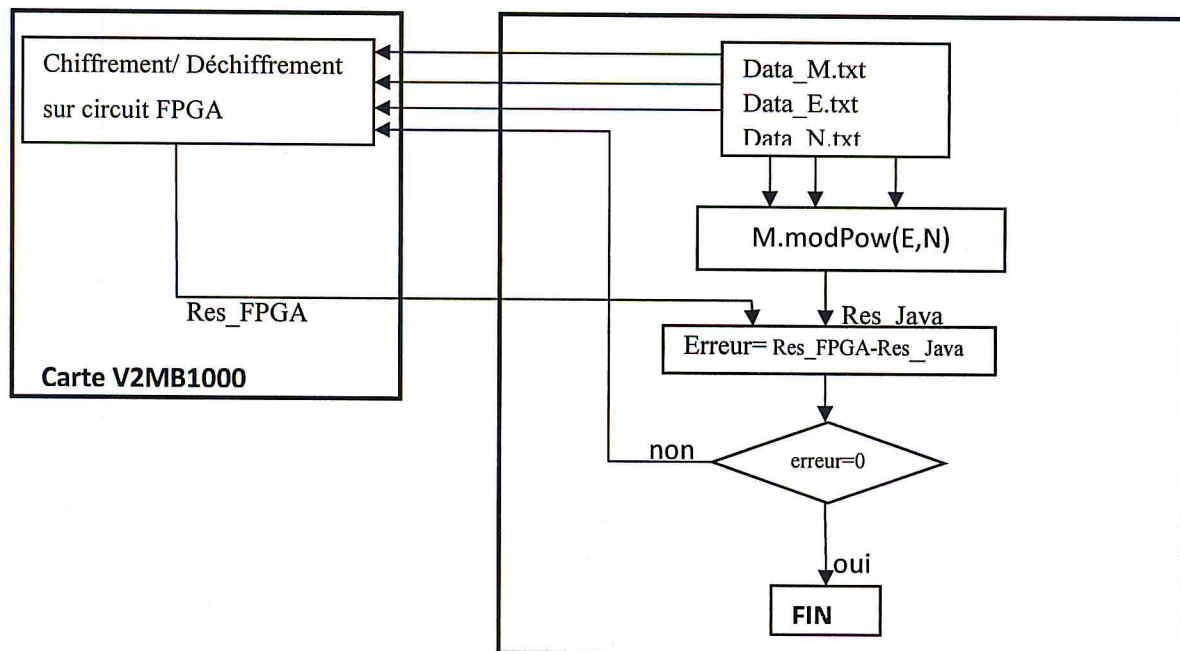 Chiffrement/ Déchiffrement
sur circuit FPGA
Res_FPGA
Carte V2MB1000
Data_M.txt
Data_E.txt
Data_N.txt
M.modPow(E,N)
Res_Java
Erreur= Res_FPGA-Res_Java
non
erreur=0
oui
FIN